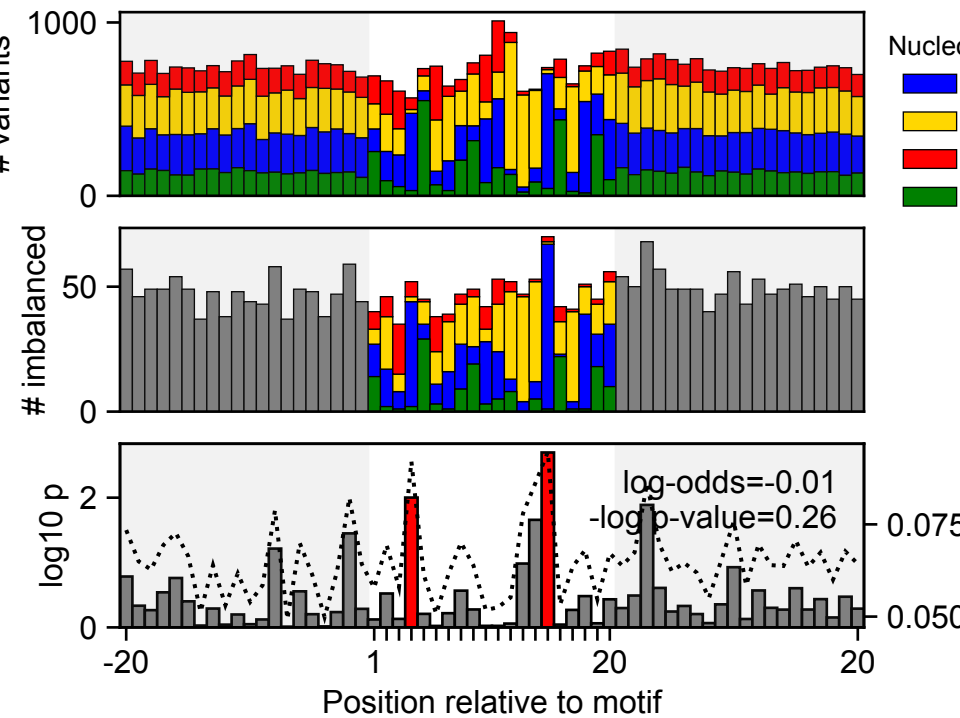 1000
0
# variants
50
0
# imbalanced
log-odds=-0.01
-log p-value=0.26
2
0
log10 p
0.075
0.050
-20
1
20
20
Position relative to motif